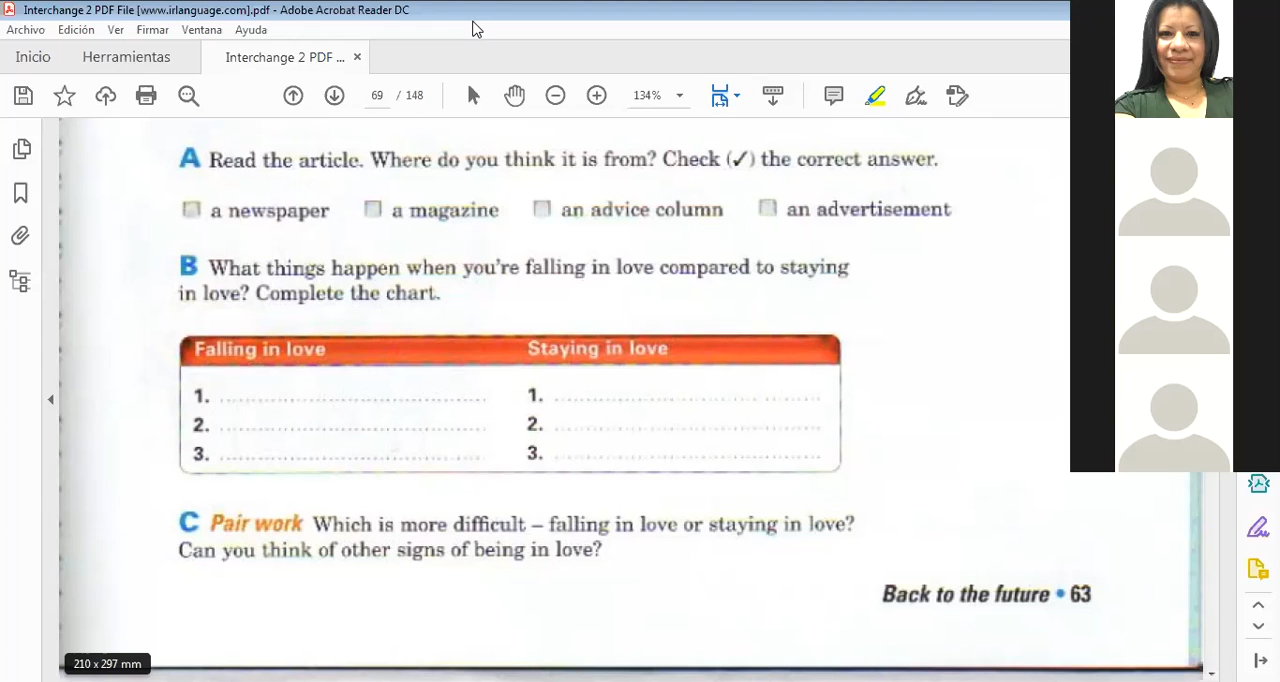 Interchange 2 PDF File [www.irlanguage.com].pdf - Adobe Acrobat Reader DC
Archivo Edición Ver Firmar Ventana Ayuda
Inicio Herramientas Interchange 2 PDF ... ×
69 / 148 134%
A Read the article. Where do you think it is from? Check (✓) the correct answer.
a newspaper a magazine an advice column an advertisement
B What things happen when you're falling in love compared to staying
in love? Complete the chart.
Falling in love Staying in love
1. 1.
2. 2.
3. 3.
C Pair work Which is more difficult – falling in love or staying in love?
Can you think of other signs of being in love?
Back to the future • 63
210 x 297 mm